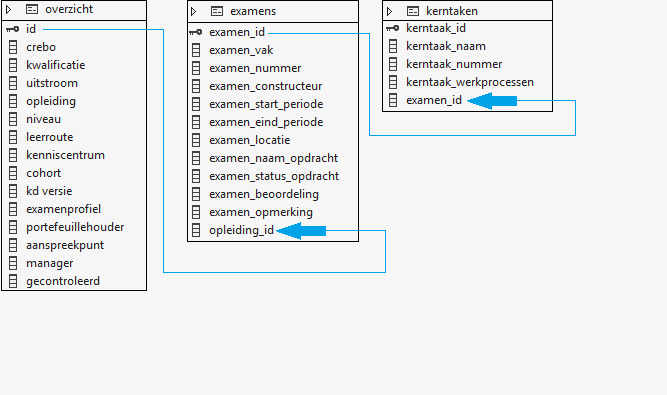 overzicht
id
crebo
kwalificatie
uitstroom
opleiding
niveau
leerroute
kenniscentrum
cohort
kd versie
examenprofiel
portefeuillehouder
aanspreekpunt
manager
gecontroleerd
examens
examen_id
examen_vak
examen_nummer
examen_constructeur
examen_start_periode
examen_eind_periode
examen_locatie
examen_naam_opdracht
examen_status_opdracht
examen_beoordeling
examen_opmerking
opleiding_id
kerntaken
kerntaak_id
kerntaak_naam
kerntaak_nummer
kerntaak_werkprocessen
examen_id